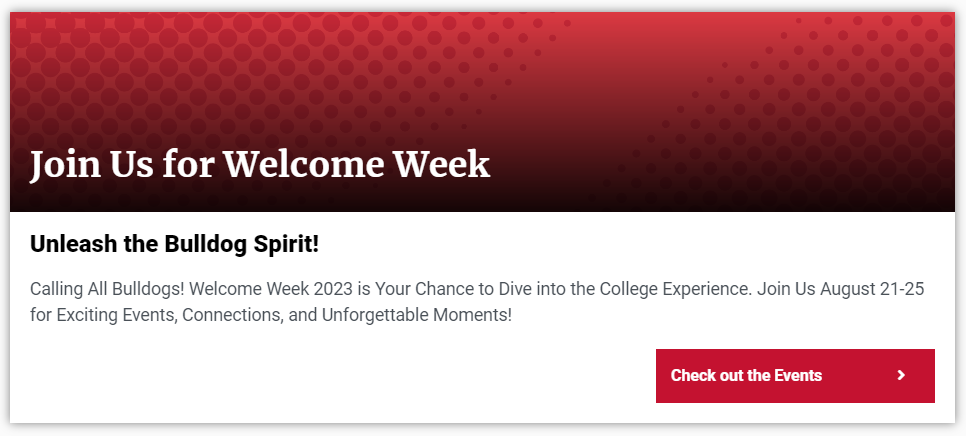 Join Us for Welcome Week
Unleash the Bulldog Spirit!
Calling All Bulldogs! Welcome Week 2023 is Your Chance to Dive into the College Experience. Join Us August 21-25
for Exciting Events, Connections, and Unforgettable Moments!
Check out the Events